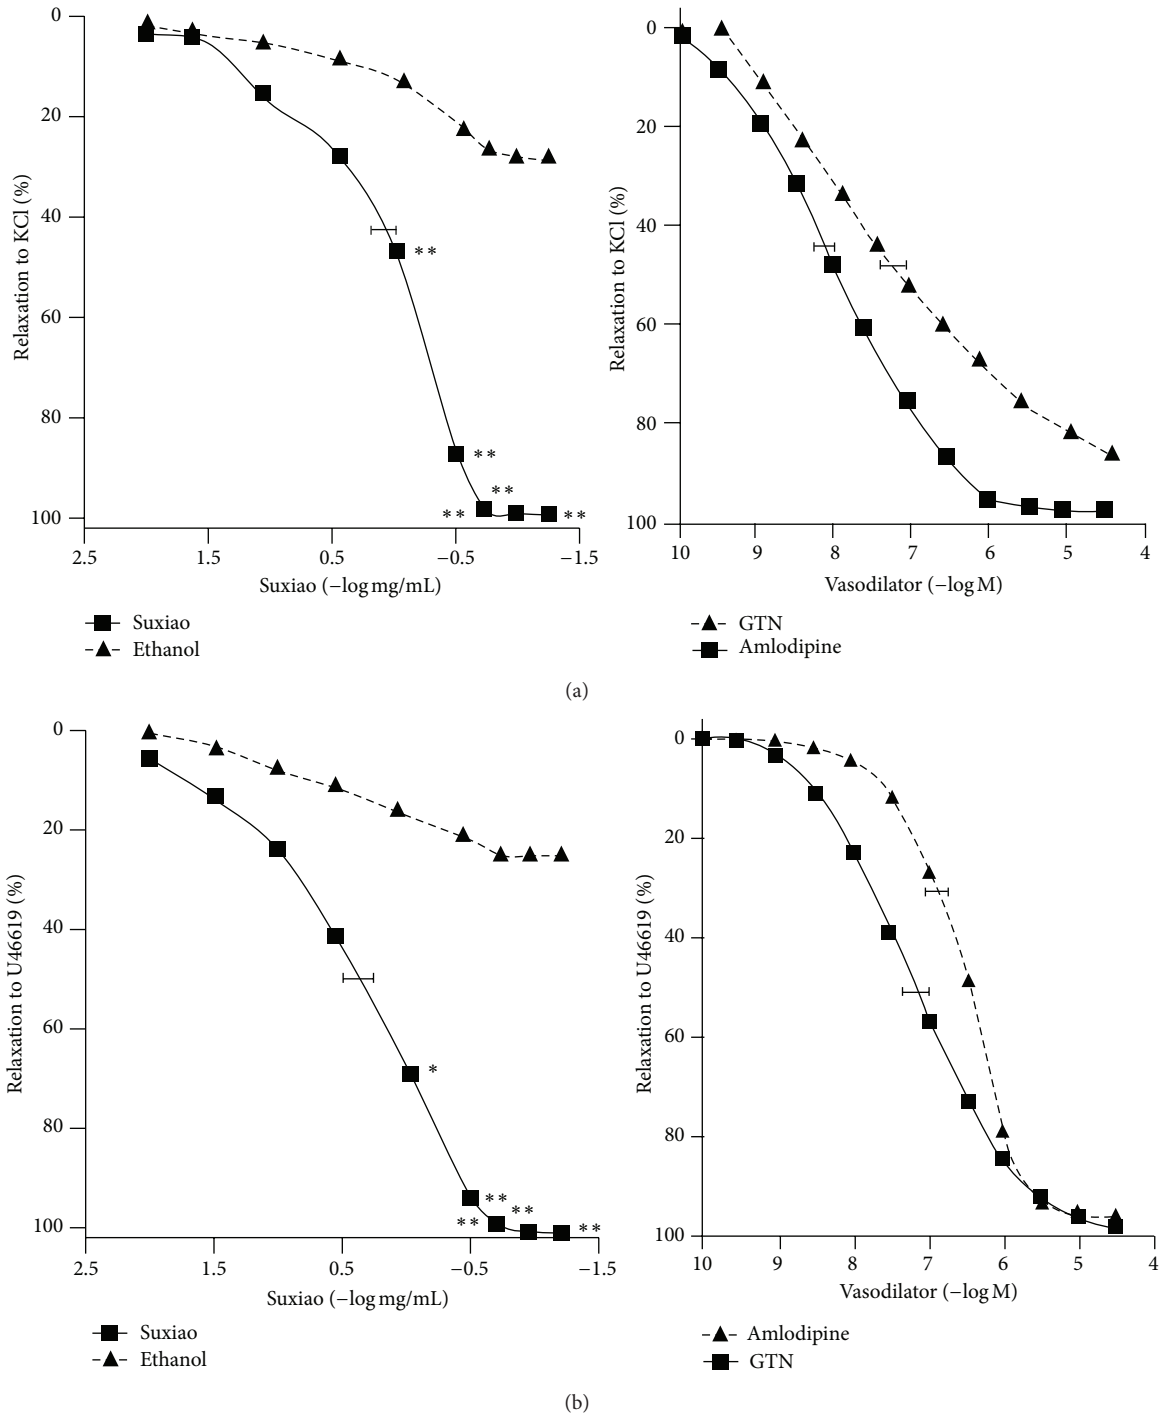 0
20
40
60
80
100
Relaxation to KCl (%)
**
**
**
**
**
2.5 1.5 0.5 −0.5 −1.5
Suxiao (−log mg/mL)
Suxiao
Ethanol
0
20
40
60
80
100
Relaxation to KCl (%)
10 9 8 7 6 5 4
Vasodilator (−log M)
GTN
Amlodipine
(a)
0
20
40
60
80
100
Relaxation to U46619 (%)
*
**
**
**
**
2.5 1.5 0.5 −0.5 −1.5
Suxiao (−log mg/mL)
Suxiao
Ethanol
0
20
40
60
80
100
Relaxation to U46619 (%)
10 9 8 7 6 5 4
Vasodilator (−log M)
Amlodipine
GTN
(b)